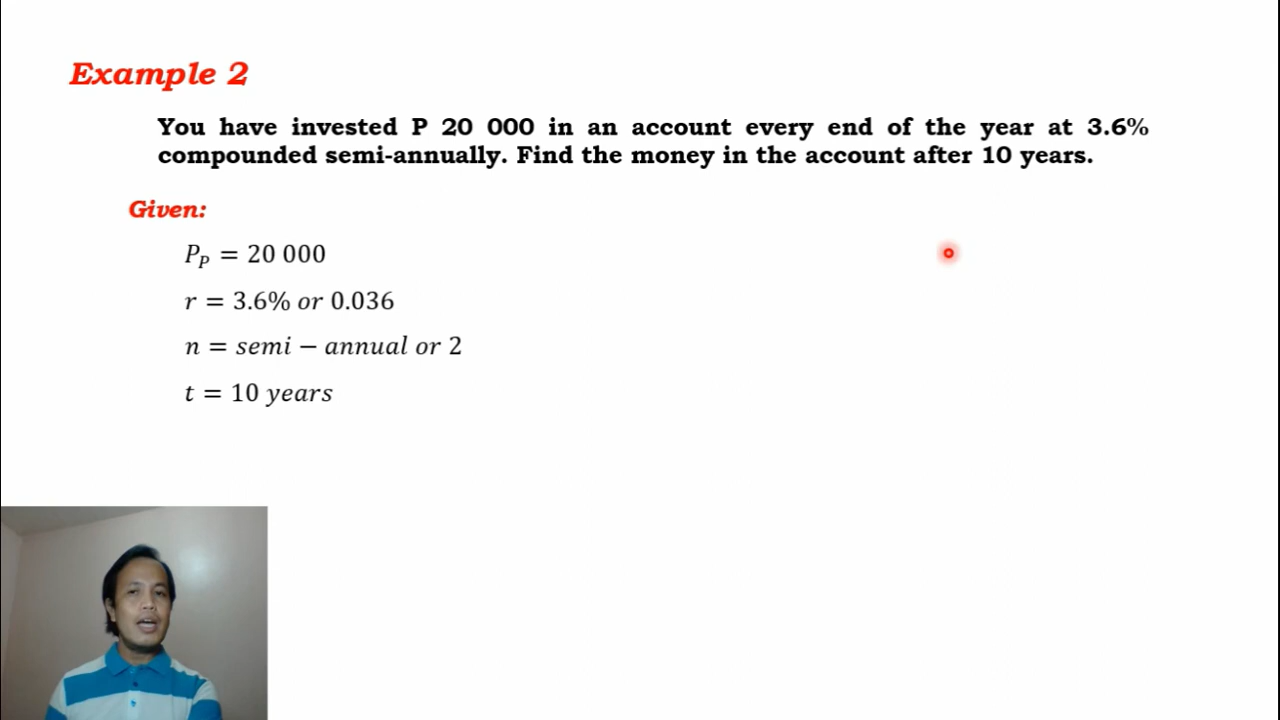 Example 2
You have invested P 20 000 in an account every end of the year at 3.6%
compounded semi-annually. Find the money in the account after 10 years.
Given:
P_P = 20 000
r = 3.6% or 0.036
n = semi − annual or 2
t = 10 years